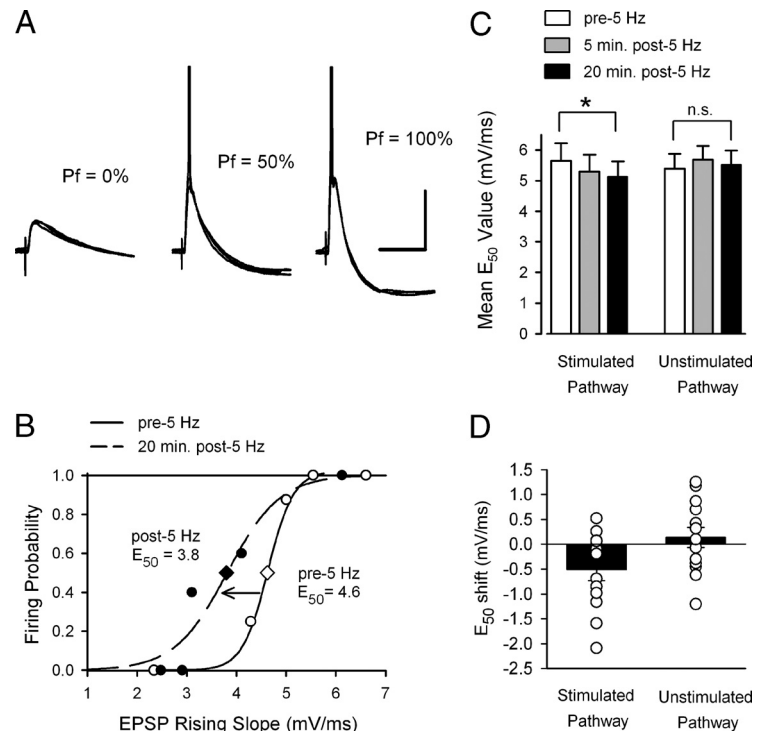 A
Pf = 0%
Pf = 50%
Pf = 100%
B
pre-5 Hz
20 min. post-5 Hz
Firing Probability
1.0
0.8
0.6
0.4
0.2
0.0
post-5 Hz
E50 = 3.8
pre-5 Hz
E50 = 4.6
1 2 3 4 5 6 7
EPSP Rising Slope (mV/ms)
C
pre-5 Hz
5 min. post-5 Hz
20 min. post-5 Hz
*
n.s.
Mean E50 Value (mV/ms)
6
5
4
3
2
1
0
Stimulated
Pathway
Unstimulated
Pathway
D
E50 shift (mV/ms)
1.5
1.0
0.5
0.0
-0.5
-1.0
-1.5
-2.0
-2.5
Stimulated
Pathway
Unstimulated
Pathway